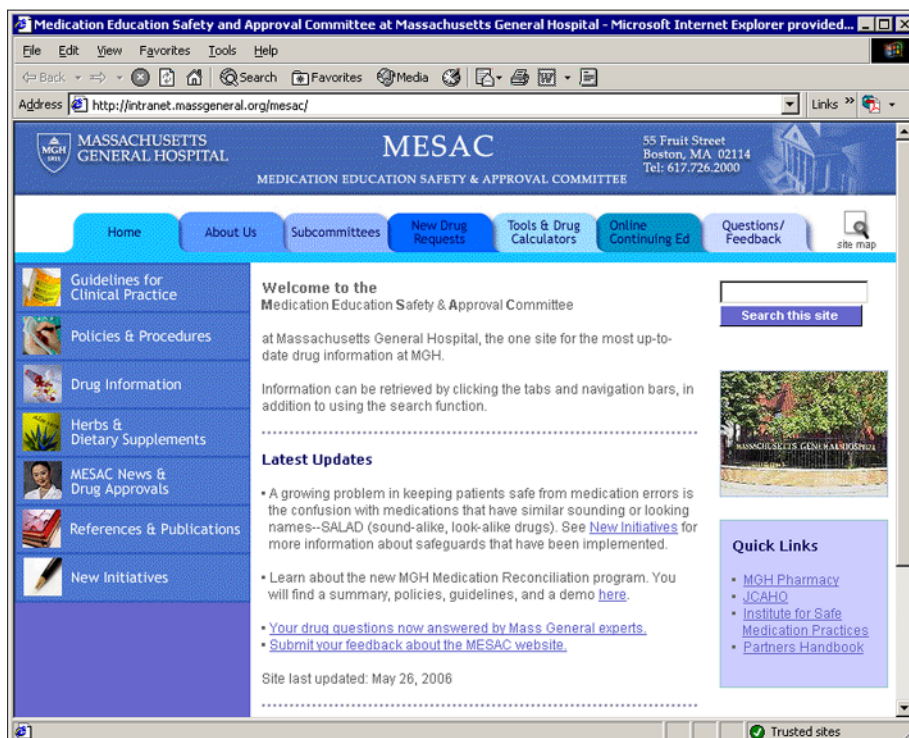 Medication Education Safety and Approval Committee at Massachusetts General Hospital - Microsoft Internet Explorer provided...
File Edit View Favorites Tools Help
Back Search Favorites Media
Address http://intranet.massgeneral.org/mesac/ Links »
MGH
1811
MASSACHUSETTS
GENERAL HOSPITAL
MESAC
MEDICATION EDUCATION SAFETY & APPROVAL COMMITTEE
55 Fruit Street
Boston, MA 02114
Tel: 617.726.2000
Home
About Us
Subcommittees
New Drug
Requests
Tools & Drug
Calculators
Online
Continuing Ed
Questions/
Feedback
site map
Guidelines for
Clinical Practice
Policies & Procedures
Drug Information
Herbs &
Dietary Supplements
MESAC News &
Drug Approvals
References & Publications
New Initiatives
Welcome to the
Medication Education Safety & Approval Committee
at Massachusetts General Hospital, the one site for the most up-to-
date drug information at MGH.
Information can be retrieved by clicking the tabs and navigation bars, in
addition to using the search function.
Latest Updates
▪ A growing problem in keeping patients safe from medication errors is
the confusion with medications that have similar sounding or looking
names--SALAD (sound-alike, look-alike drugs). See New Initiatives for
more information about safeguards that have been implemented.
▪ Learn about the new MGH Medication Reconciliation program. You
will find a summary, policies, guidelines, and a demo here.
▪ Your drug questions now answered by Mass General experts.
▪ Submit your feedback about the MESAC website.
Site last updated: May 26, 2006
Search this site
MASSACHUSETTS GENERAL HOSPITAL
Quick Links
▪ MGH Pharmacy
▪ JCAHO
▪ Institute for Safe
Medication Practices
▪ Partners Handbook
Trusted sites